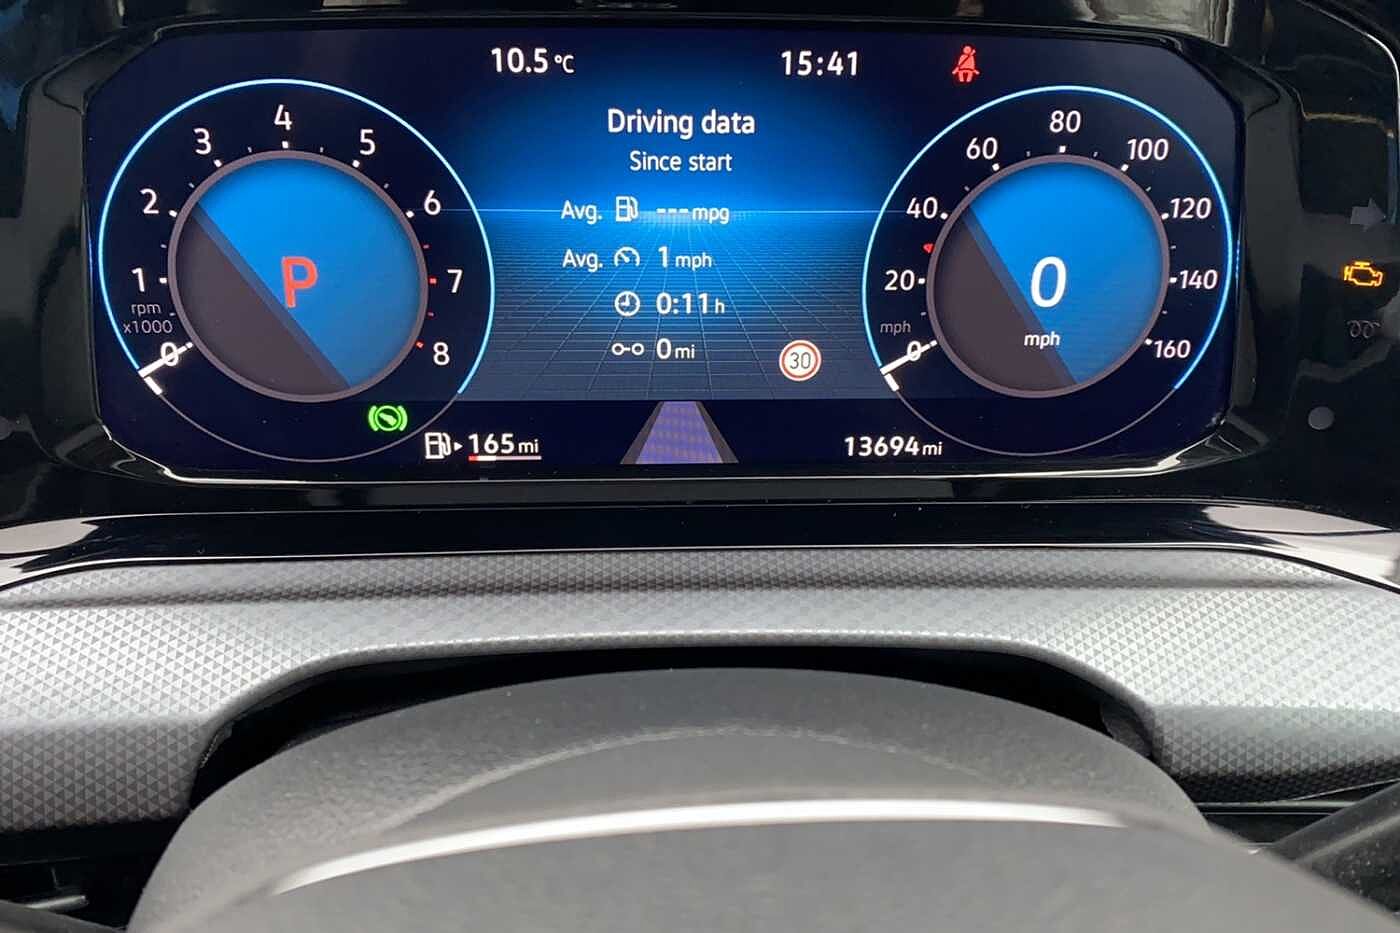 10.5 °C
15:41
Driving data
Since start
Avg. --- mpg
Avg. 1 mph
0:11 h
0 mi
30
0
1
2
3
4
5
6
7
8
rpm
x1000
P
0
20
40
60
80
100
120
140
160
mph
0
mph
165 mi
13694 mi